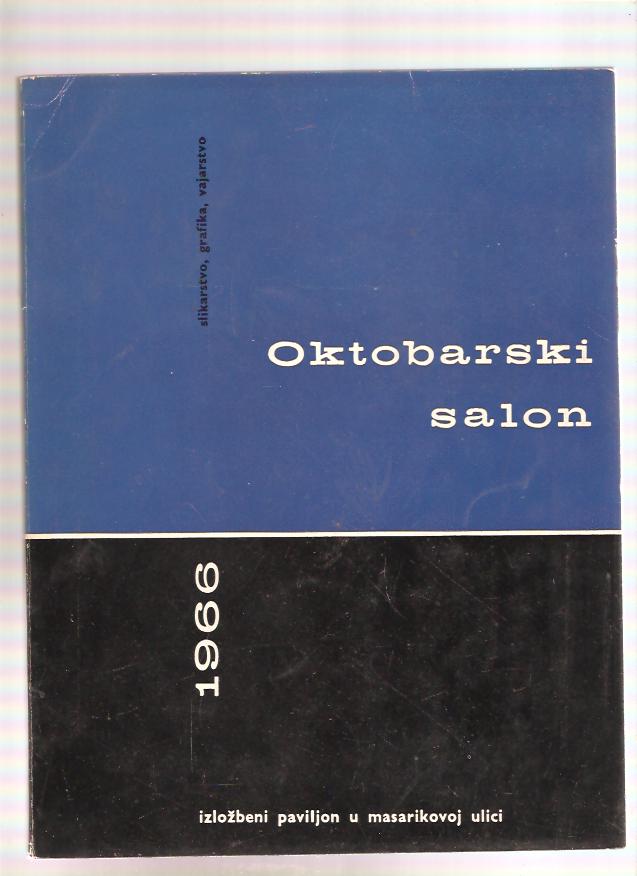 slikarstvo, grafika, vajarstvo
Oktobarski
salon
1966
izložbeni paviljon u masarikovoj ulici